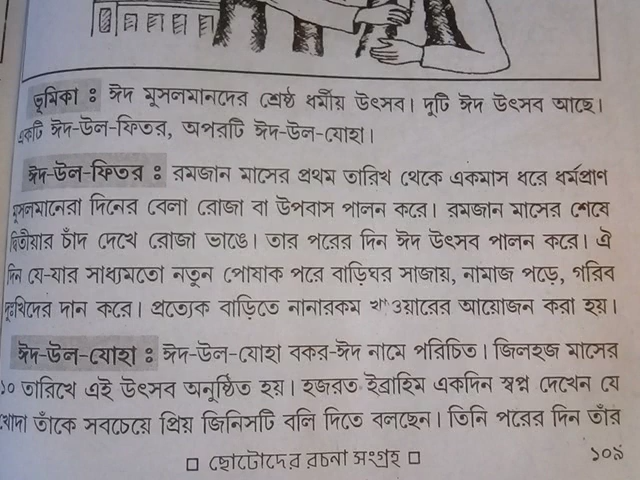 ভূমিকা : ঈদ মুসলমানদের শ্রেষ্ঠ ধর্মীয় উৎসব। দুটি ঈদ উৎসব আছে।
একটি ঈদ-উল-ফিতর, অপরটি ঈদ-উল-যোহা।
ঈদ-উল-ফিতর : রমজান মাসের প্রথম তারিখ থেকে একমাস ধরে ধর্মপ্রাণ
মুসলমানেরা দিনের বেলা রোজা বা উপবাস পালন করে। রমজান মাসের শেষে
দ্বিতীয়ার চাঁদ দেখে রোজা ভাঙে। তার পরের দিন ঈদ উৎসব পালন করে। ঐ
দিন যে-যার সাধ্যমতো নতুন পোষাক পরে বাড়িঘর সাজায়, নামাজ পড়ে, গরিব
দুঃখিদের দান করে। প্রত্যেক বাড়িতে নানারকম খাওয়ারের আয়োজন করা হয়।
ঈদ-উল-যোহা : ঈদ-উল-যোহা বকর-ঈদ নামে পরিচিত। জিলহজ মাসের
১০ তারিখে এই উৎসব অনুষ্ঠিত হয়। হজরত ইব্রাহিম একদিন স্বপ্ন দেখেন যে
খোদা তাঁকে সবচেয়ে প্রিয় জিনিসটি বলি দিতে বলছেন। তিনি পরের দিন তাঁর
□ ছোটোদের রচনা সংগ্রহ □ ১০৯